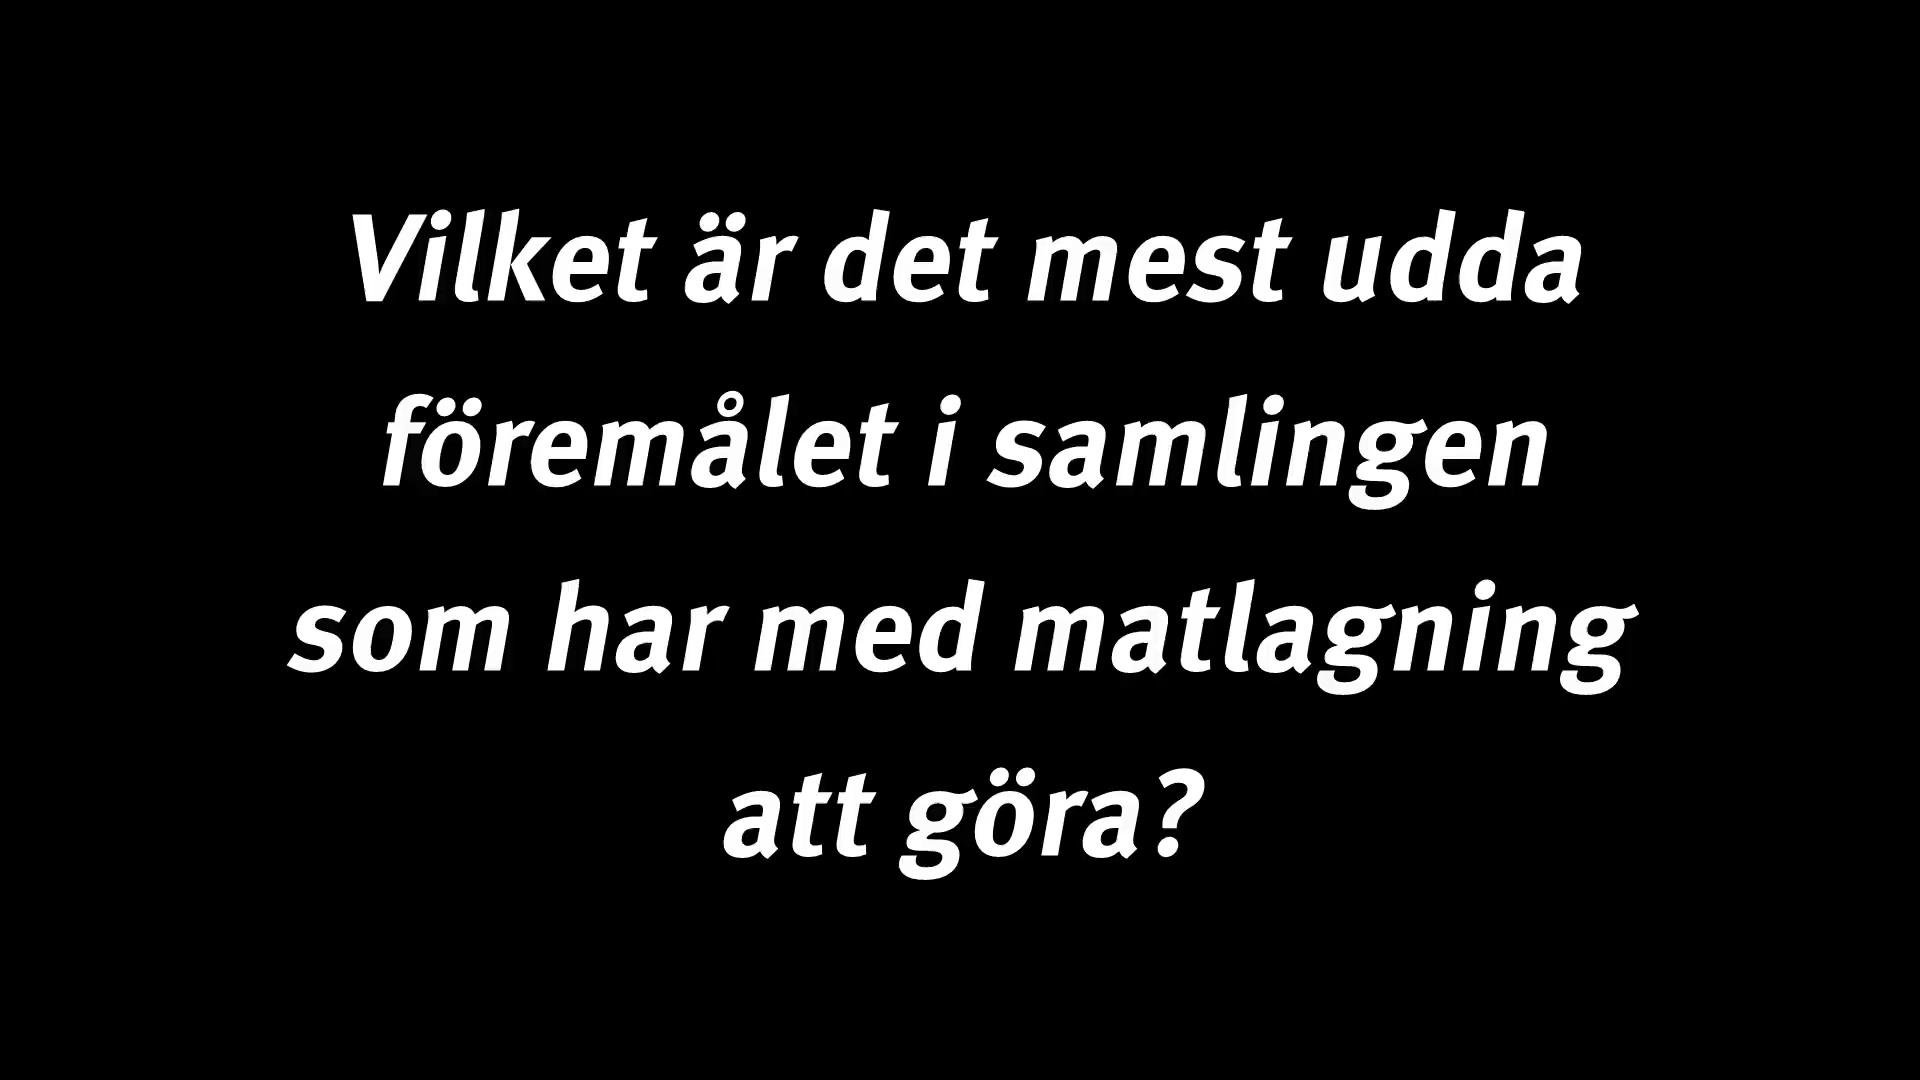 Vilket är det mest udda
föremålet i samlingen
som har med matlagning
att göra?